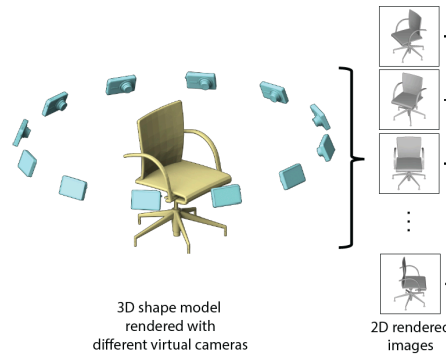 3D shape model
rendered with
different virtual cameras
2D rendered
images